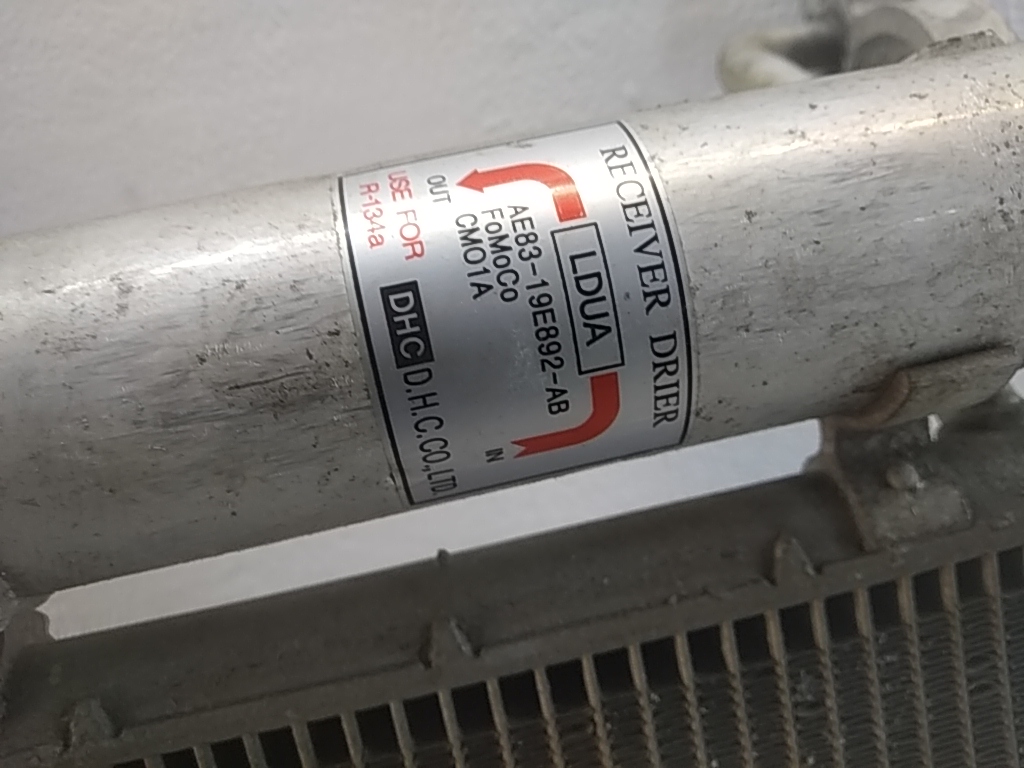 RECEIVER DRIER
LDUA
AE83-19E892-AB
FoMoCo
CM01A
OUT
IN
USE FOR
R-134a
DHC D.H.C.CO.,LTD.